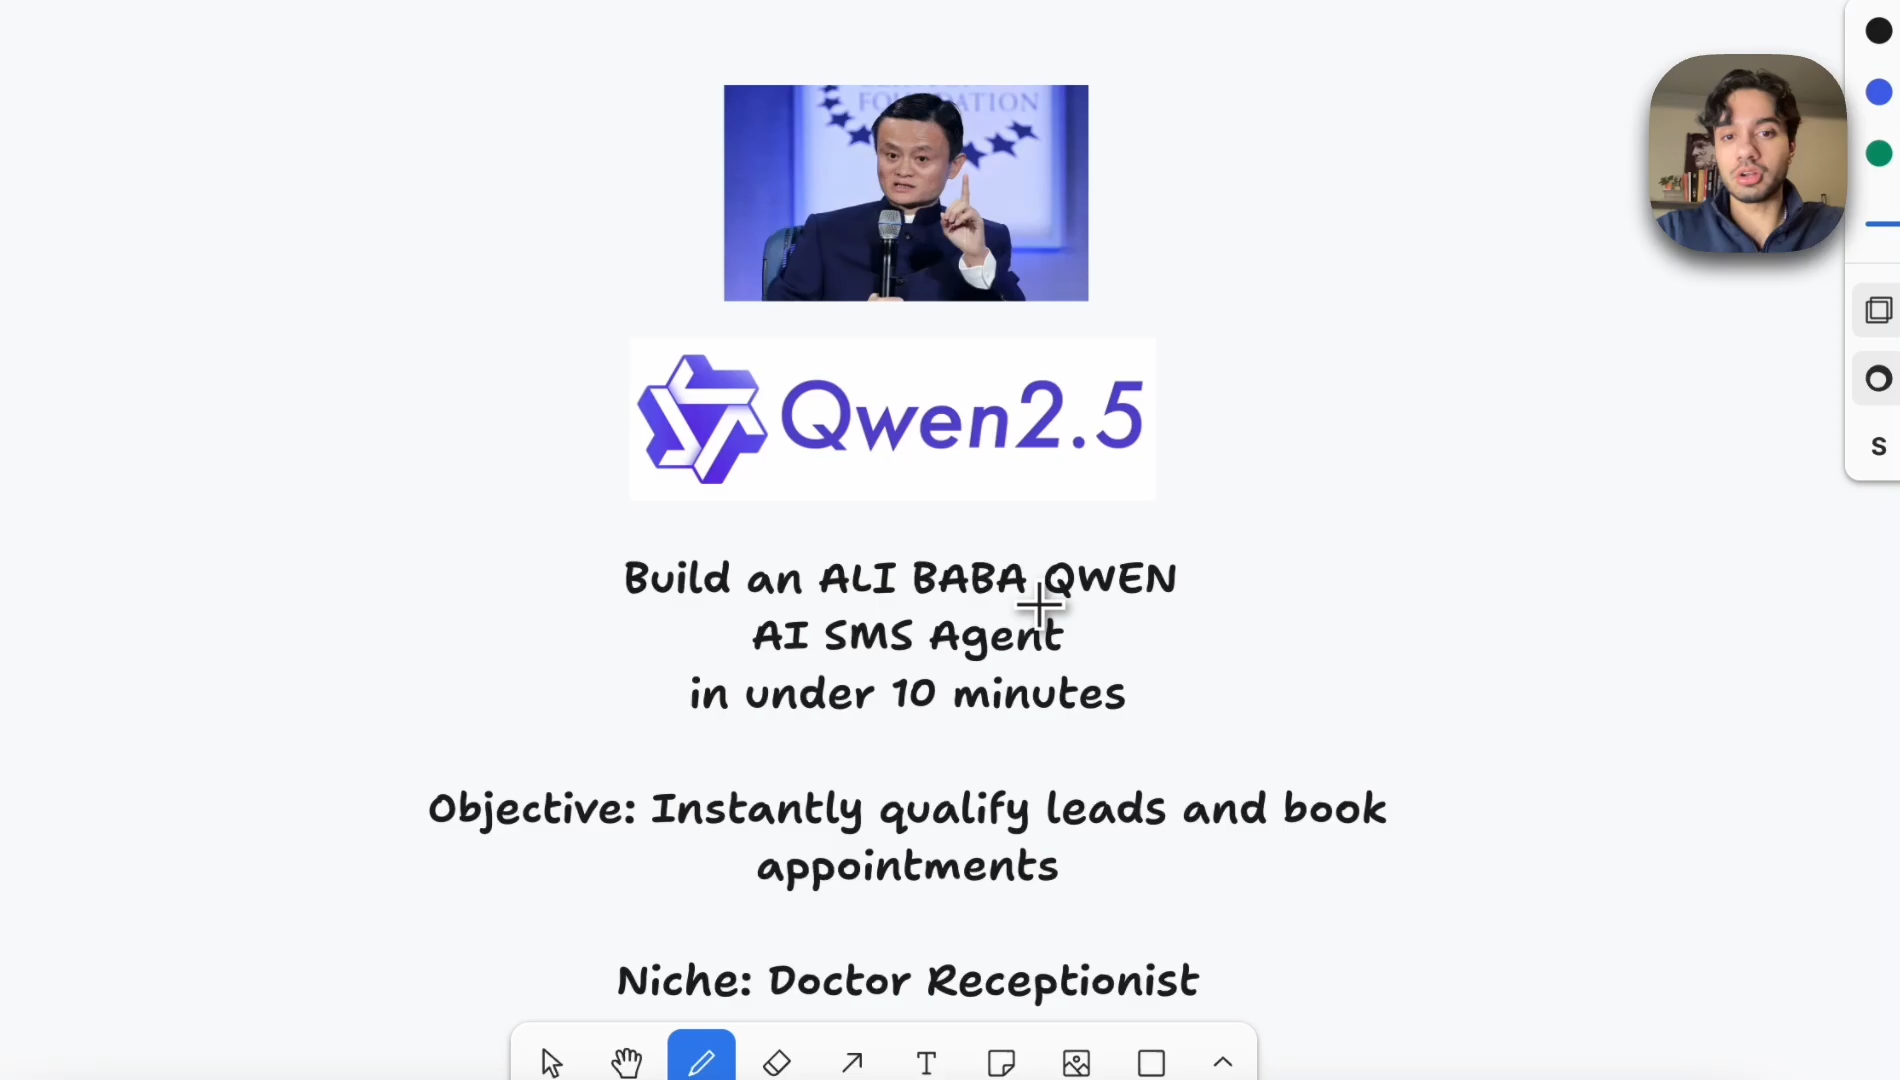 FOUNDATION
Qwen2.5
Build an ALI BABA QWEN
AI SMS Agent
in under 10 minutes
Objective: Instantly qualify leads and book
appointments
Niche: Doctor Receptionist
S
T